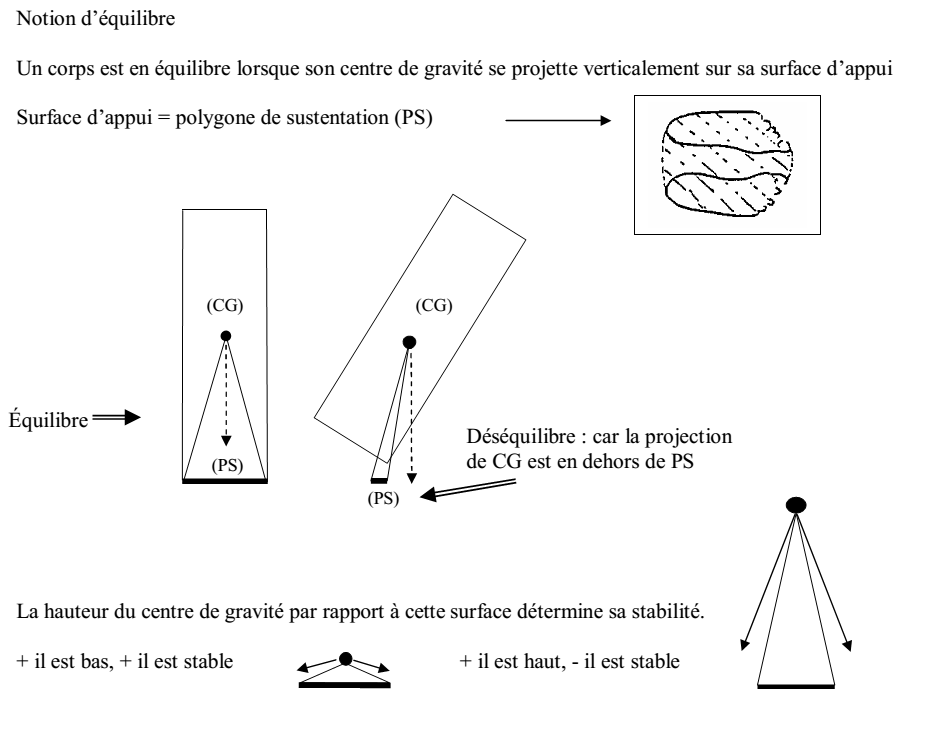 Notion d’équilibre
Un corps est en équilibre lorsque son centre de gravité se projette verticalement sur sa surface d’appui
Surface d’appui = polygone de sustentation (PS)
(CG)
(CG)
Équilibre
(PS)
Déséquilibre : car la projection
de CG est en dehors de PS
(PS)
La hauteur du centre de gravité par rapport à cette surface détermine sa stabilité.
+ il est bas, + il est stable
+ il est haut, - il est stable